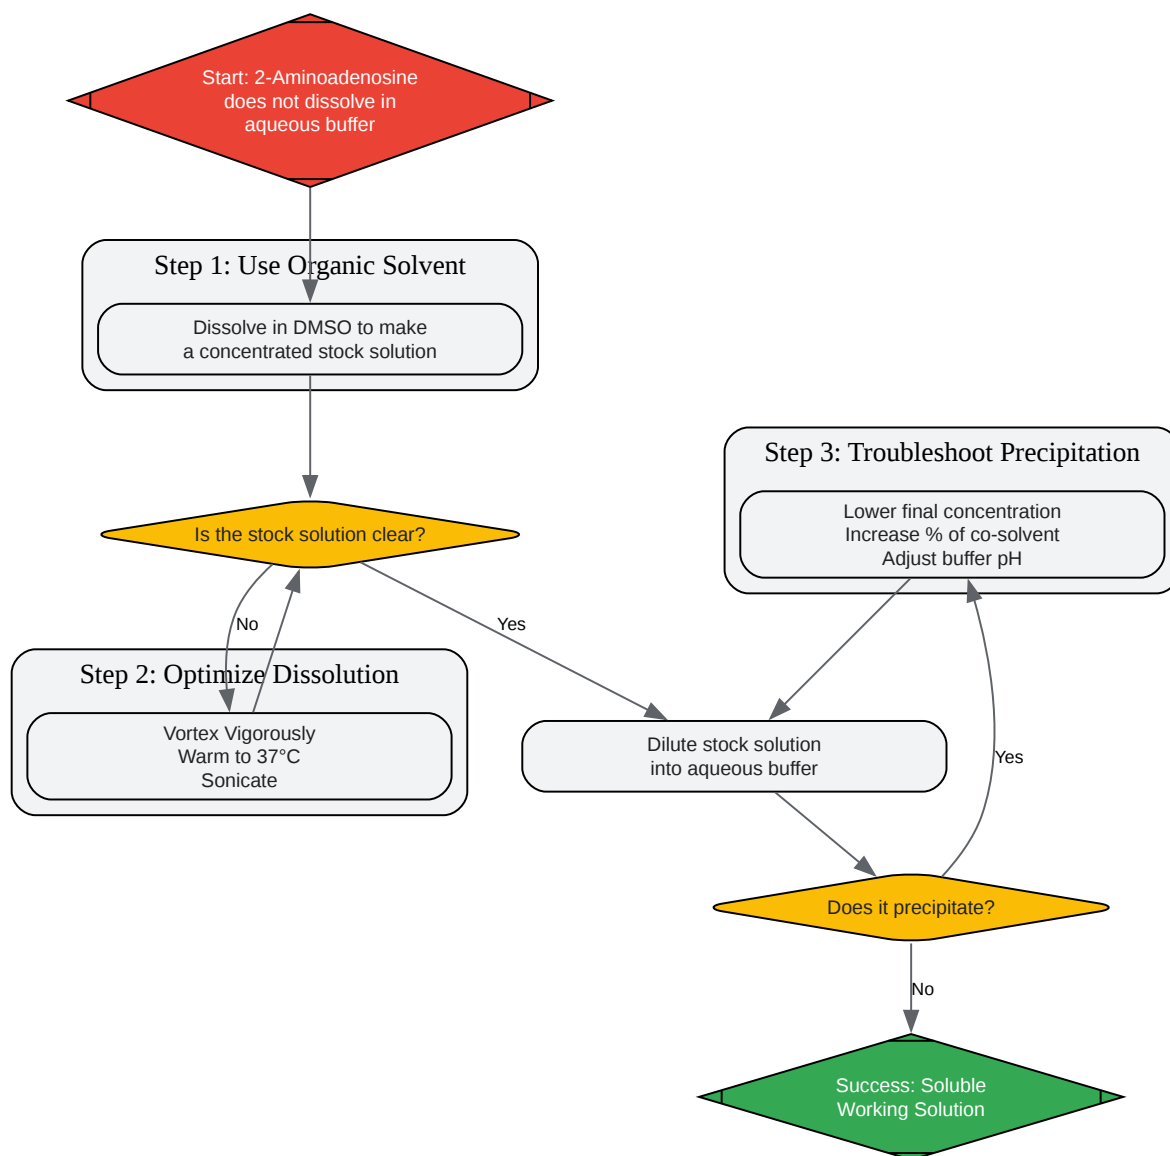 Start: 2-Aminoadenosine
does not dissolve in
aqueous buffer
Step 1: Use Organic Solvent
Dissolve in DMSO to make
a concentrated stock solution
Is the stock solution clear?
No
Yes
Step 2: Optimize Dissolution
Vortex Vigorously
Warm to 37°C
Sonicate
Step 3: Troubleshoot Precipitation
Lower final concentration
Increase % of co-solvent
Adjust buffer pH
Dilute stock solution
into aqueous buffer
Yes
Does it precipitate?
No
Success: Soluble
Working Solution